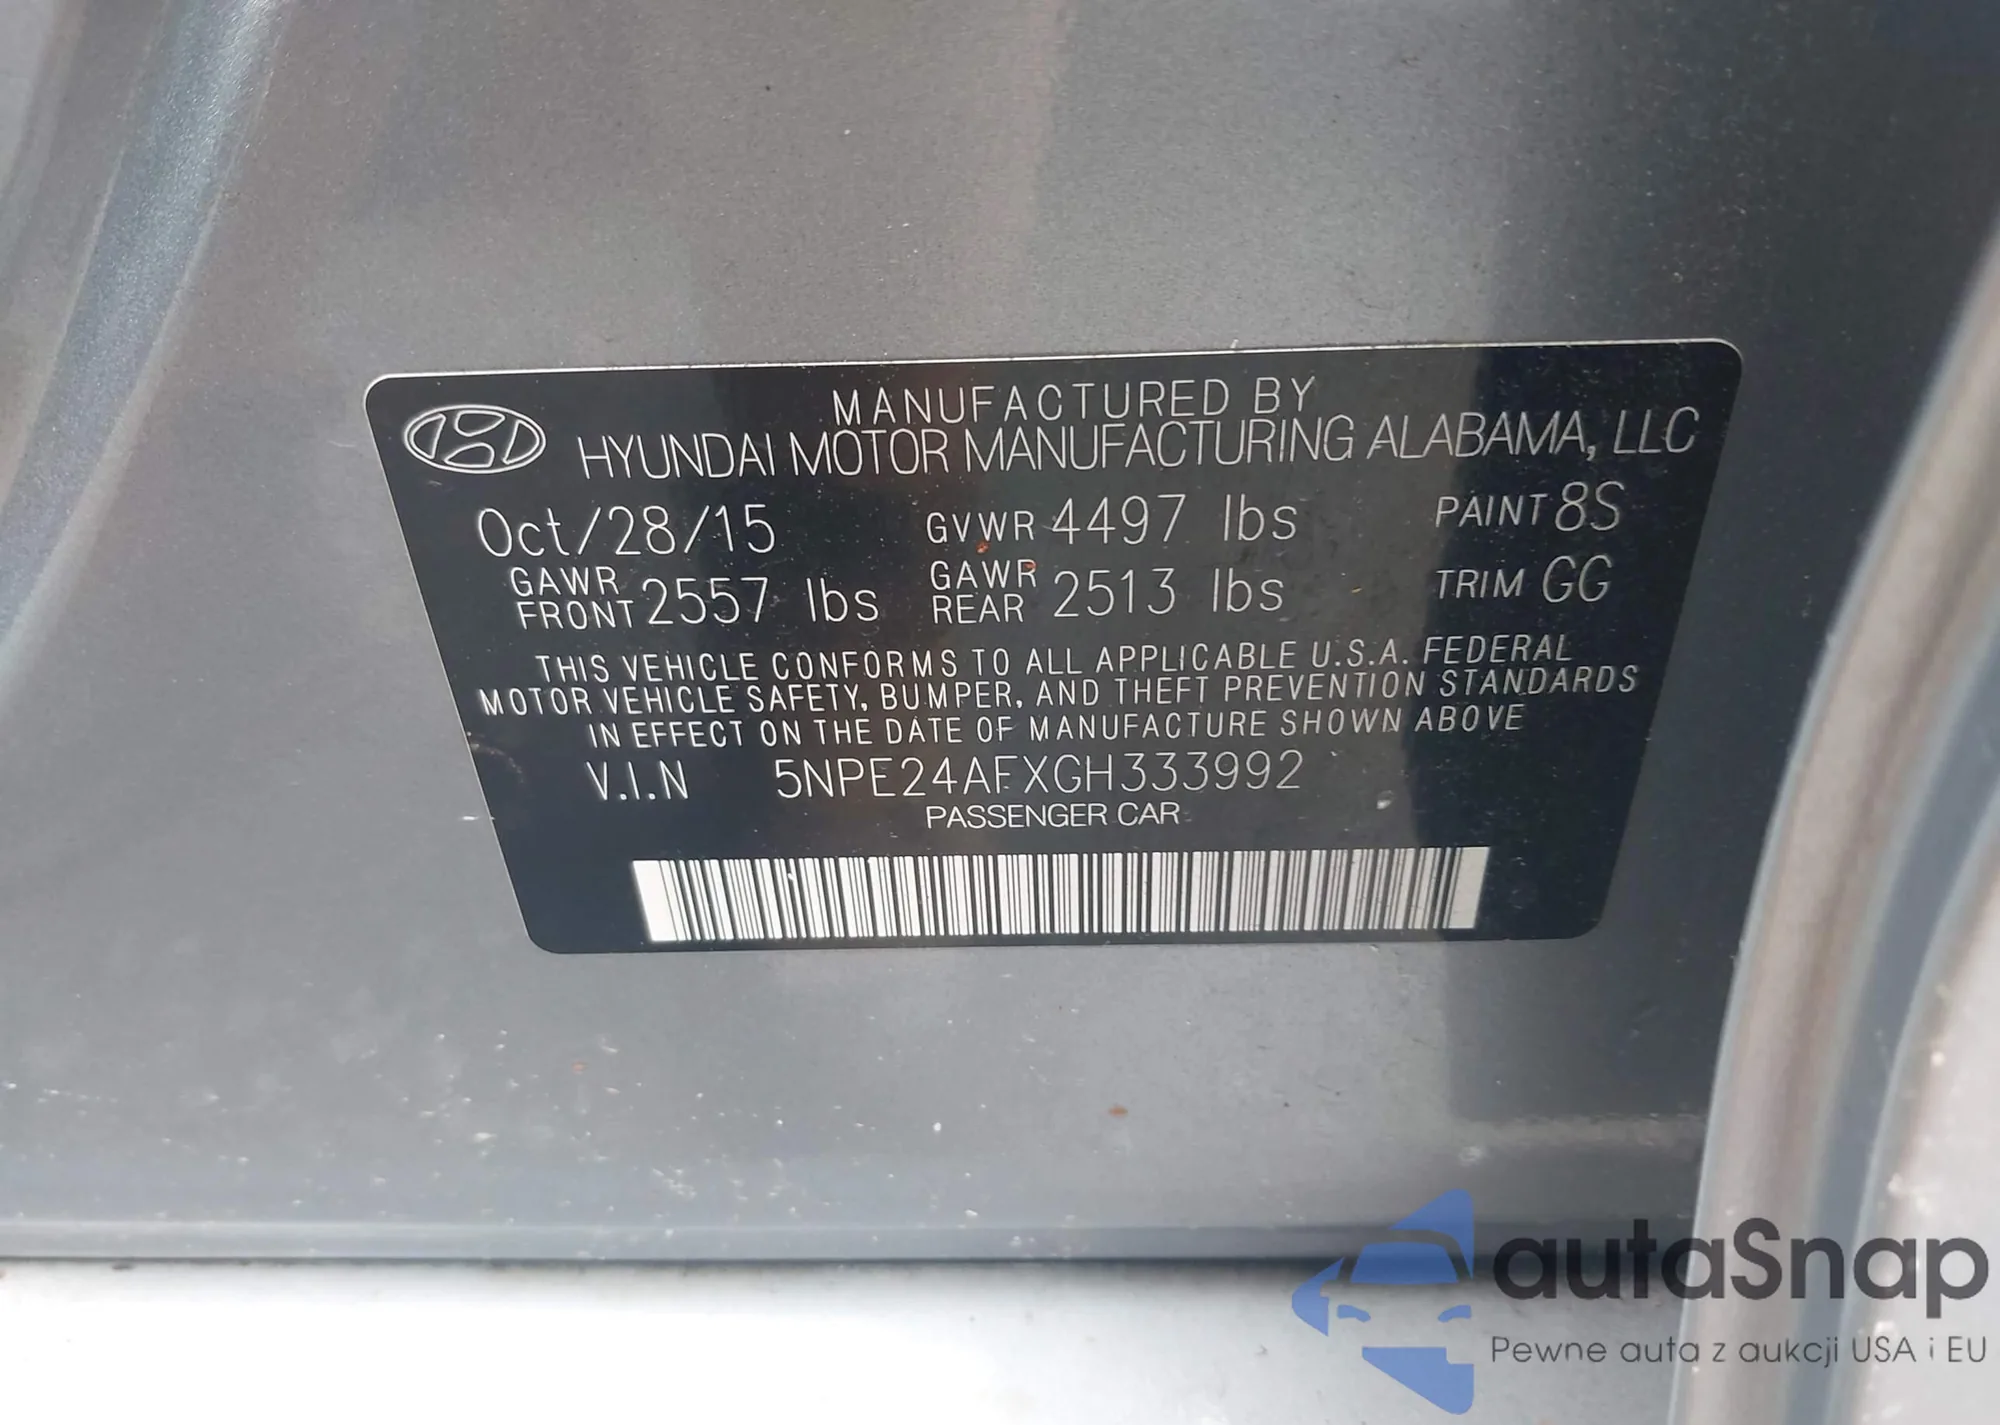 MANUFACTURED BY
HYUNDAI MOTOR MANUFACTURING ALABAMA, LLC
Oct/28/15 GVWR 4497 lbs PAINT 8S
GAWR FRONT 2557 lbs GAWR REAR 2513 lbs TRIM GG
THIS VEHICLE CONFORMS TO ALL APPLICABLE U.S.A. FEDERAL
MOTOR VEHICLE SAFETY, BUMPER, AND THEFT PREVENTION STANDARDS
IN EFFECT ON THE DATE OF MANUFACTURE SHOWN ABOVE
V.I.N 5NPE24AFXGH333992
PASSENGER CAR
autaSnap
Pewne auta z aukcji USA i EU